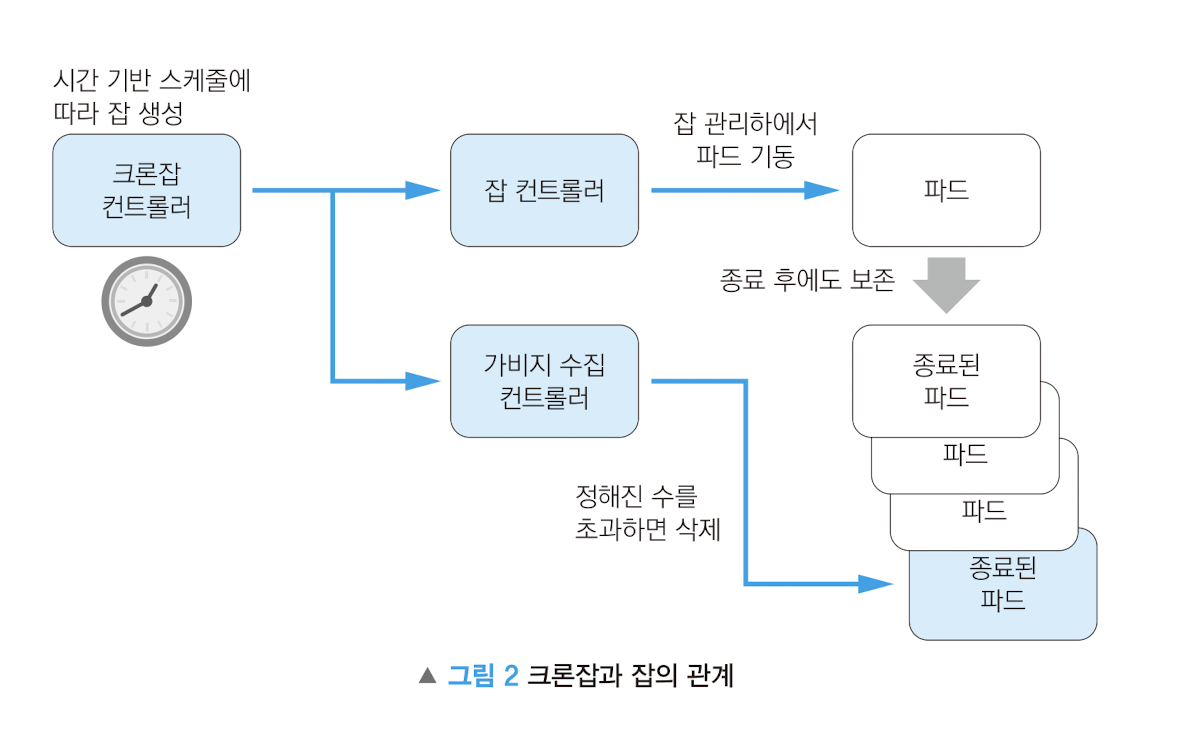 시간 기반 스케줄에
따라 잡 생성
크론잡
컨트롤러
잡 컨트롤러
잡 관리하에서
파드 기동
파드
종료 후에도 보존
가비지 수집
컨트롤러
종료된
파드
파드
파드
정해진 수를
초과하면 삭제
종료된
파드
▲ 그림 2 크론잡과 잡의 관계